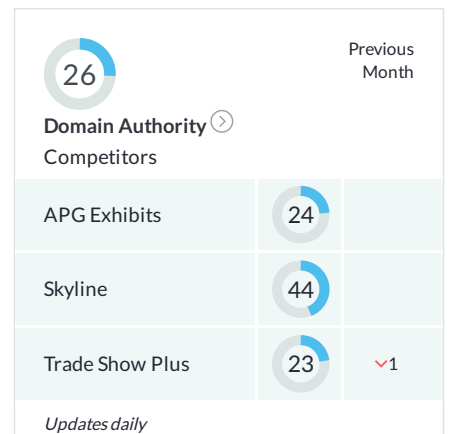 26
Previous
Month
Domain Authority
Competitors
APG Exhibits 24
Skyline 44
Trade Show Plus 23 1
Updates daily